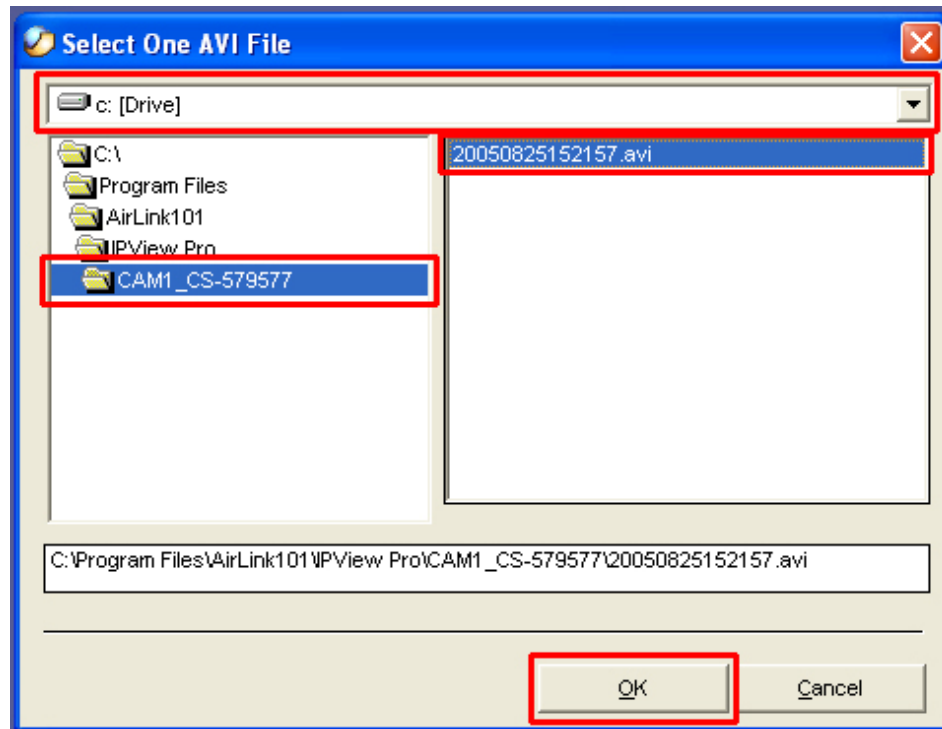 Select One AVI File
c: [Drive]
C:\
Program Files
AirLink101
IPView Pro
CAM1_CS-579577
20050825152157.avi
C:\Program Files\AirLink101\IPView Pro\CAM1_CS-579577\20050825152157.avi
OK
Cancel